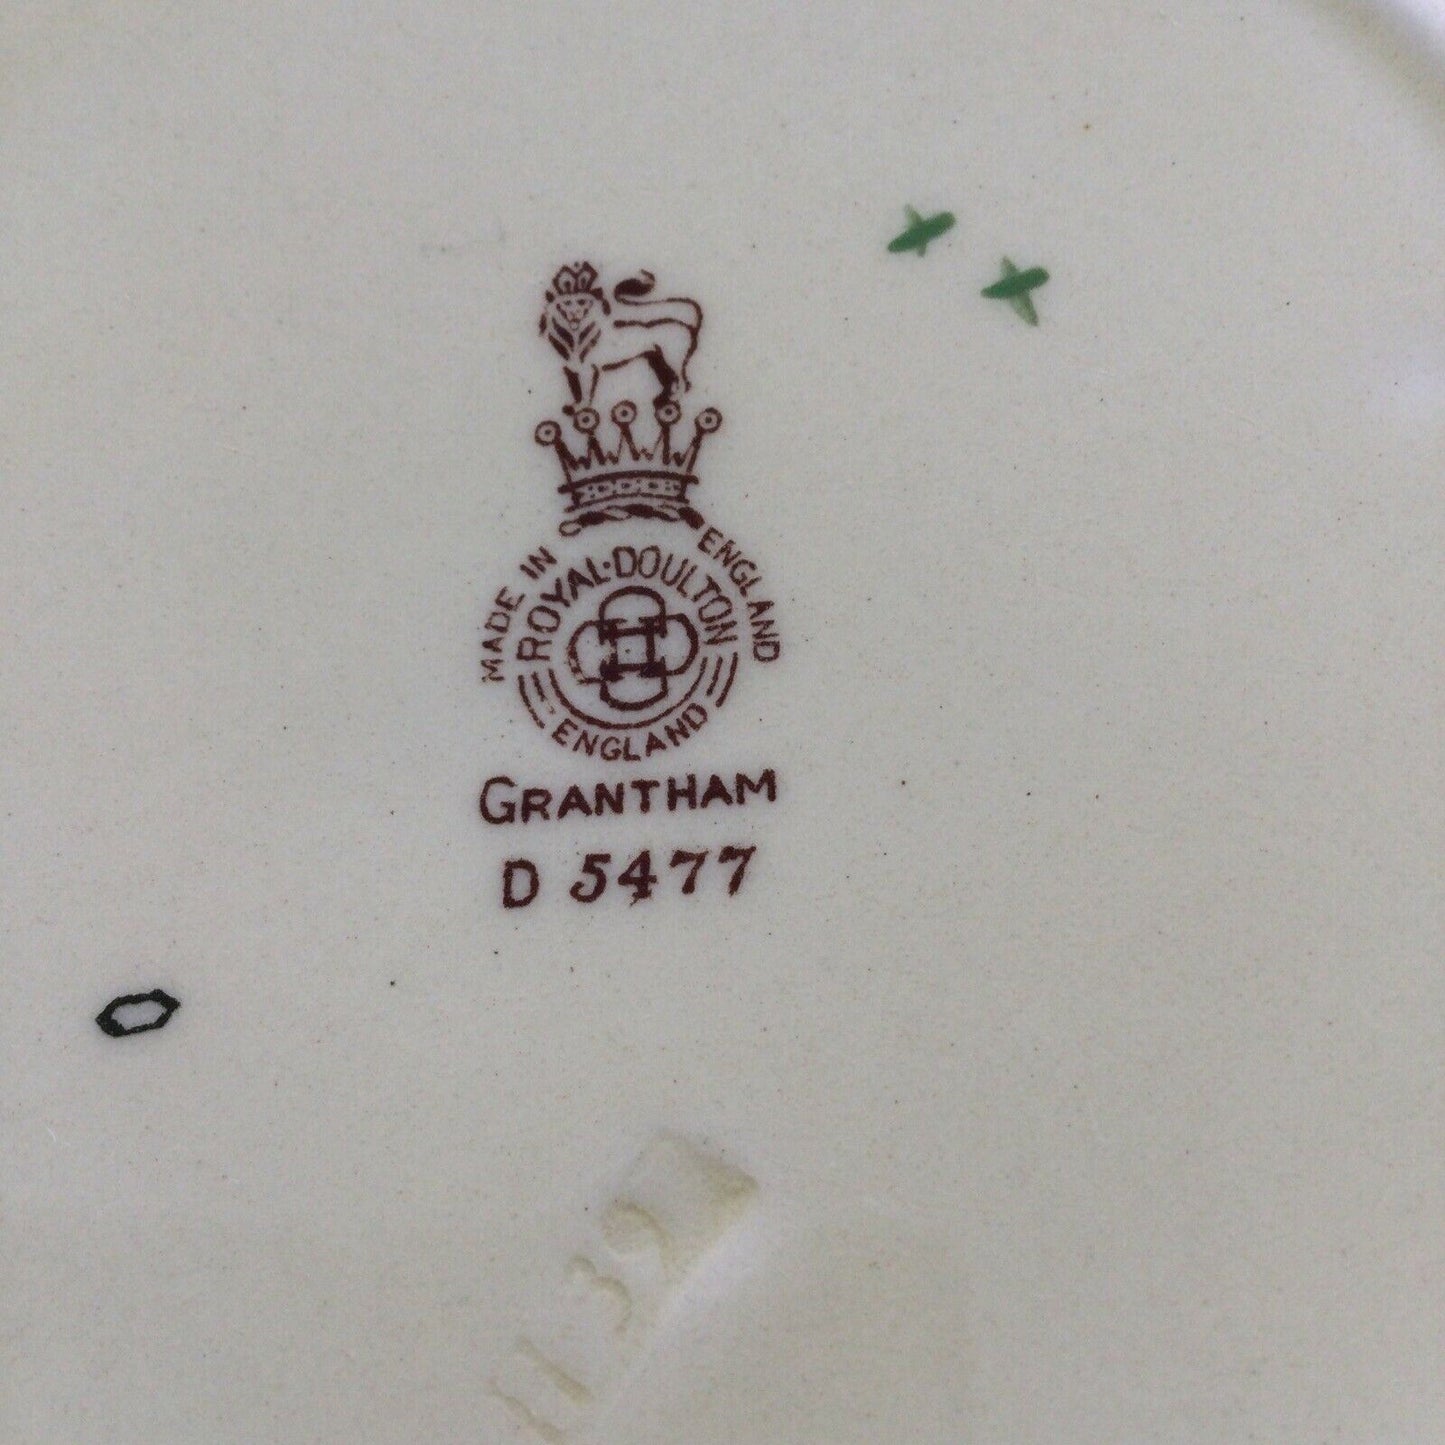 MADE IN ENGLAND
ROYAL·DOULTON
ENGLAND
GRANTHAM
D 5477